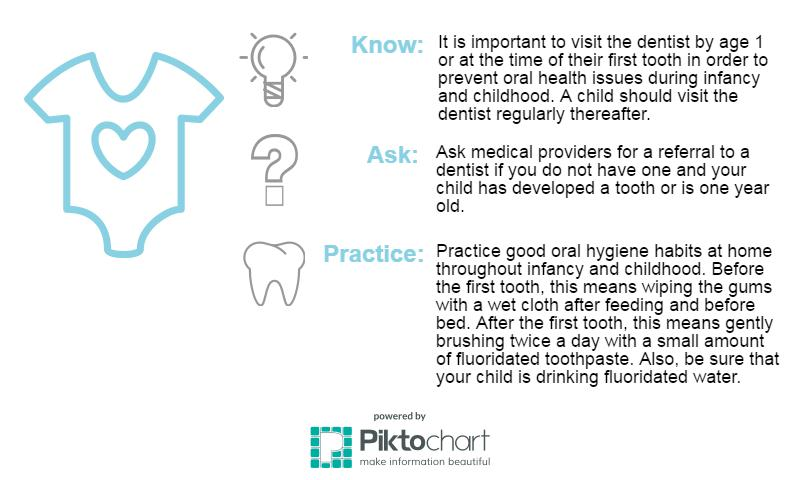 Know: It is important to visit the dentist by age 1
or at the time of their first tooth in order to
prevent oral health issues during infancy
and childhood. A child should visit the
dentist regularly thereafter.
Ask: Ask medical providers for a referral to a
dentist if you do not have one and your
child has developed a tooth or is one year
old.
Practice: Practice good oral hygiene habits at home
throughout infancy and childhood. Before
the first tooth, this means wiping the gums
with a wet cloth after feeding and before
bed. After the first tooth, this means gently
brushing twice a day with a small amount
of fluoridated toothpaste. Also, be sure that
your child is drinking fluoridated water.
powered by
Piktochart
make information beautiful